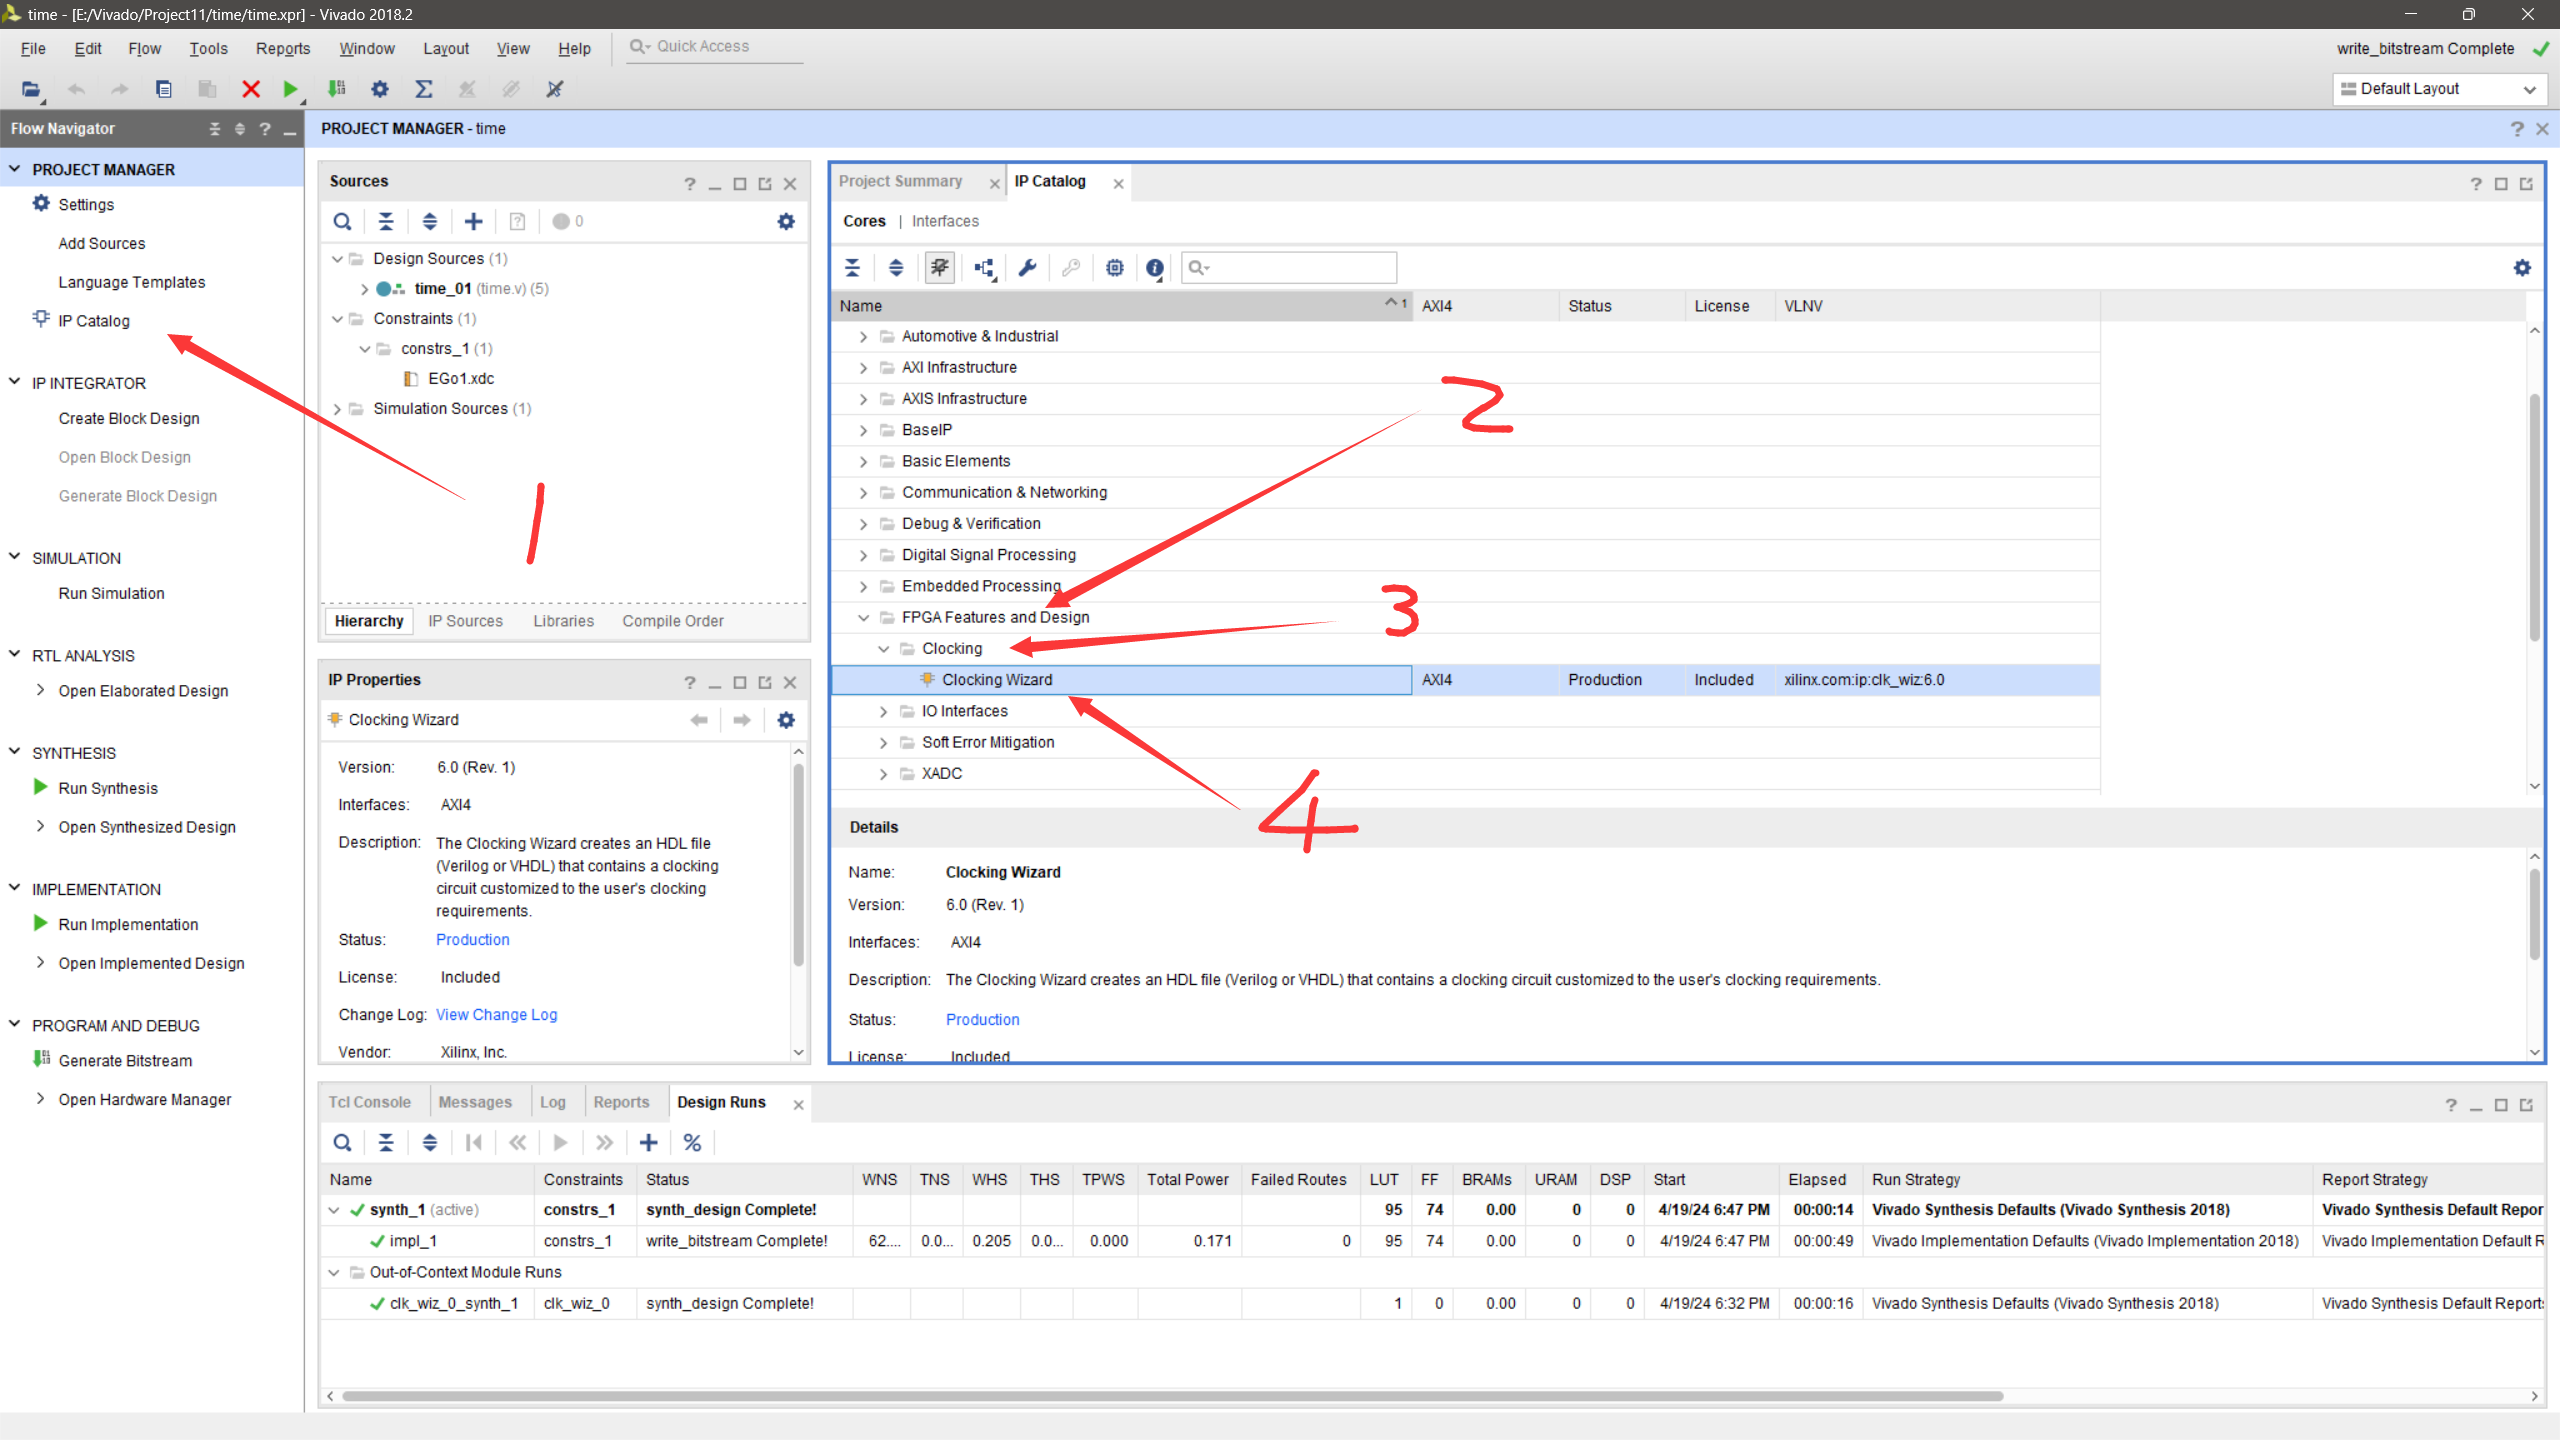 time - [E:/Vivado/Project11/time/time.xpr] - Vivado 2018.2
File Edit Flow Tools Reports Window Layout View Help Quick Access
write_bitstream Complete
Default Layout
Flow Navigator
PROJECT MANAGER - time
PROJECT MANAGER
Settings
Add Sources
Language Templates
IP Catalog
IP INTEGRATOR
Create Block Design
Open Block Design
Generate Block Design
SIMULATION
Run Simulation
RTL ANALYSIS
Open Elaborated Design
SYNTHESIS
Run Synthesis
Open Synthesized Design
IMPLEMENTATION
Run Implementation
Open Implemented Design
PROGRAM AND DEBUG
Generate Bitstream
Open Hardware Manager
Sources
0
Design Sources (1)
time_01 (time.v) (5)
Constraints (1)
constrs_1 (1)
EGo1.xdc
Simulation Sources (1)
1
Hierarchy IP Sources Libraries Compile Order
IP Properties
Clocking Wizard
Version: 6.0 (Rev. 1)
Interfaces: AXI4
Description: The Clocking Wizard creates an HDL file
(Verilog or VHDL) that contains a clocking
circuit customized to the user's clocking
requirements.
Status: Production
License: Included
Change Log: View Change Log
Vendor: Xilinx, Inc.
Project Summary IP Catalog
Cores | Interfaces
Name 1 AXI4 Status License VLNV
Automotive & Industrial
AXI Infrastructure
AXIS Infrastructure
2
BaseIP
Basic Elements
Communication & Networking
Debug & Verification
Digital Signal Processing
Embedded Processing
3
FPGA Features and Design
Clocking
Clocking Wizard AXI4 Production Included xilinx.com:ip:clk_wiz:6.0
IO Interfaces
Soft Error Mitigation
XADC
4
Details
Name: Clocking Wizard
Version: 6.0 (Rev. 1)
Interfaces: AXI4
Description: The Clocking Wizard creates an HDL file (Verilog or VHDL) that contains a clocking circuit customized to the user's clocking requirements.
Status: Production
License: Included
Tcl Console Messages Log Reports Design Runs
Name Constraints Status WNS TNS WHS THS TPWS Total Power Failed Routes LUT FF BRAMs URAM DSP Start Elapsed Run Strategy Report Strategy
synth_1 (active) constrs_1 synth_design Complete! 95 74 0.00 0 0 4/19/24 6:47 PM 00:00:14 Vivado Synthesis Defaults (Vivado Synthesis 2018) Vivado Synthesis Default Repor
impl_1 constrs_1 write_bitstream Complete! 62.... 0.0... 0.205 0.0... 0.000 0.171 0 95 74 0.00 0 0 4/19/24 6:47 PM 00:00:49 Vivado Implementation Defaults (Vivado Implementation 2018) Vivado Implementation Default R
Out-of-Context Module Runs
clk_wiz_0_synth_1 clk_wiz_0 synth_design Complete! 1 0 0.00 0 0 4/19/24 6:32 PM 00:00:16 Vivado Synthesis Defaults (Vivado Synthesis 2018) Vivado Synthesis Default Reports